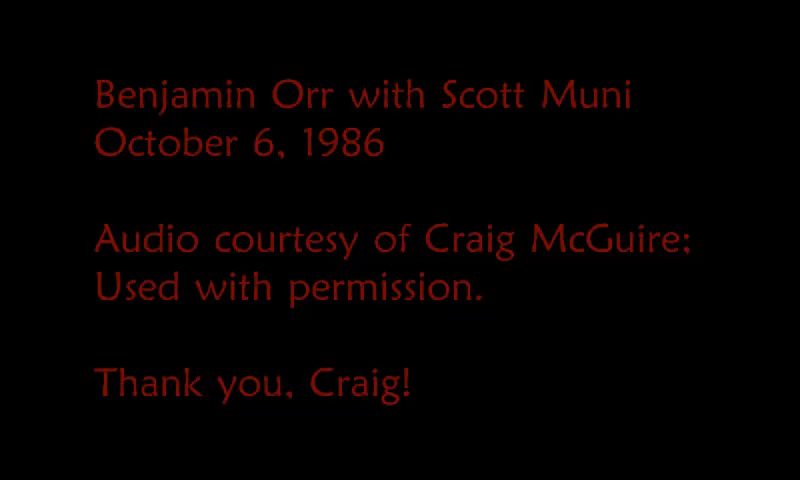 Benjamin Orr with Scott Muni
October 6, 1986
Audio courtesy of Craig McGuire:
Used with permission.
Thank you, Craig!